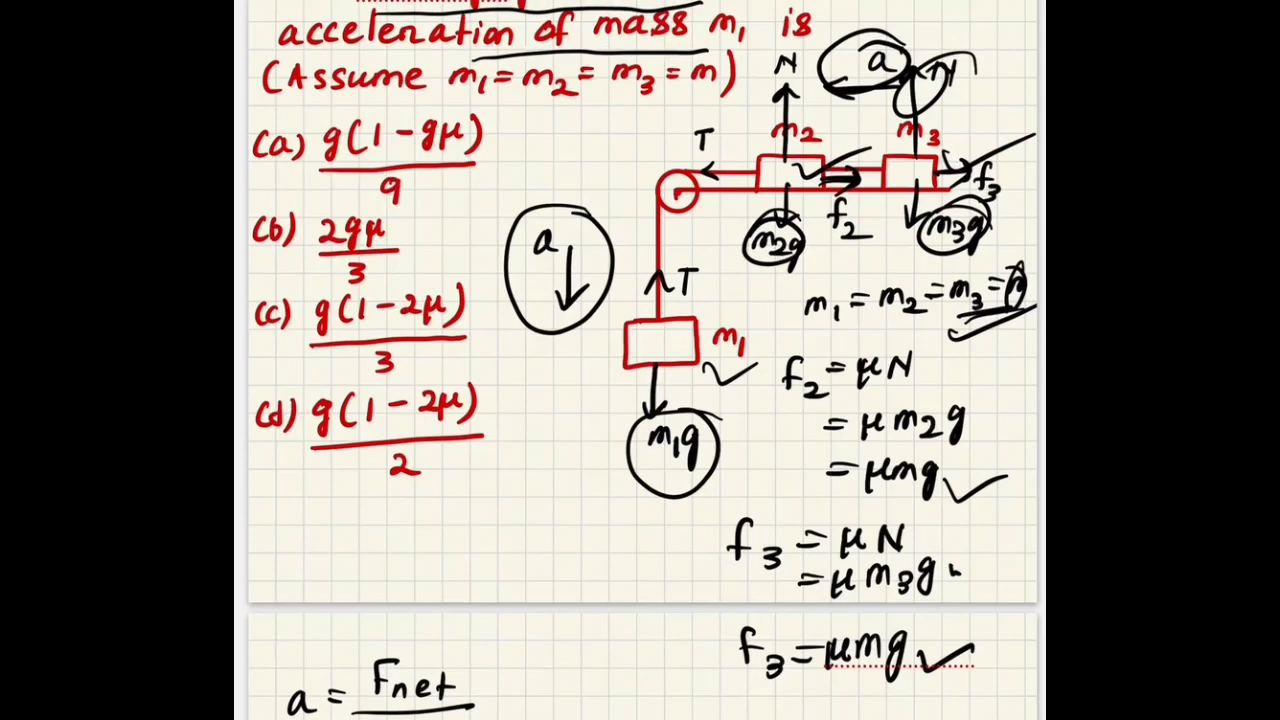 acceleration of mass m₁ is
(Assume m₁ = m₂ = m₃ = m)
(a) g(1 - gμ) / 9
(b) 2gμ / 3
(c) g(1 - 2μ) / 3
(d) g(1 - 2μ) / 2
N
a
N
T
m₂
m₃
f₃
f₂
m₂g
m₃g
a
T
m₁
m₁g
m₁ = m₂ = m₃ = m
f₂ = μN
= μm₂g
= μmg
f₃ = μN
= μm₃g
f₃ = μmg
a = Fnet